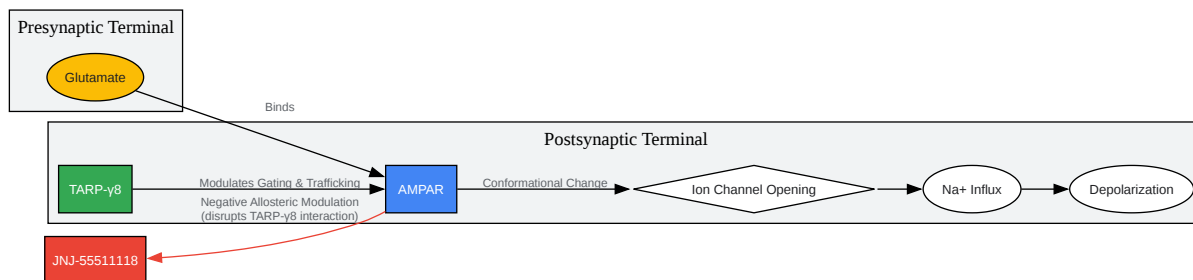 Presynaptic Terminal
Glutamate
Binds
Postsynaptic Terminal
TARP-γ8
Modulates Gating & Trafficking
AMPAR
Conformational Change
Ion Channel Opening
Na+ Influx
Depolarization
Negative Allosteric Modulation
(disrupts TARP-γ8 interaction)
JNJ-55511118